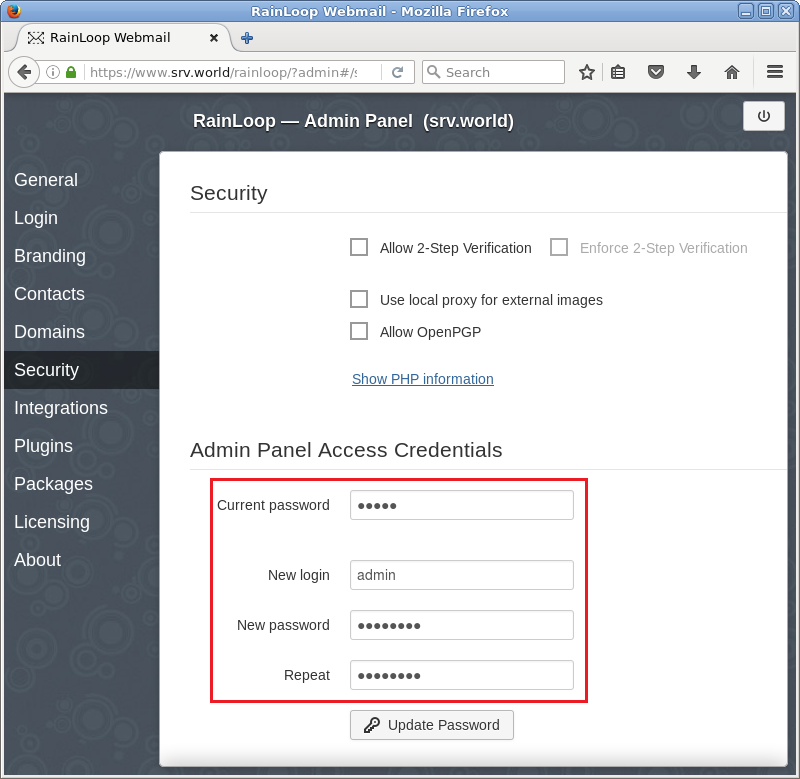 RainLoop Webmail - Mozilla Firefox
RainLoop Webmail
https://www.srv.world/rainloop/?admin#/s
Search
RainLoop — Admin Panel (srv.world)
General
Login
Branding
Contacts
Domains
Security
Integrations
Plugins
Packages
Licensing
About
Security
Allow 2-Step Verification Enforce 2-Step Verification
Use local proxy for external images
Allow OpenPGP
Show PHP information
Admin Panel Access Credentials
Current password ●●●●●
New login admin
New password ●●●●●●●●
Repeat ●●●●●●●●
Update Password